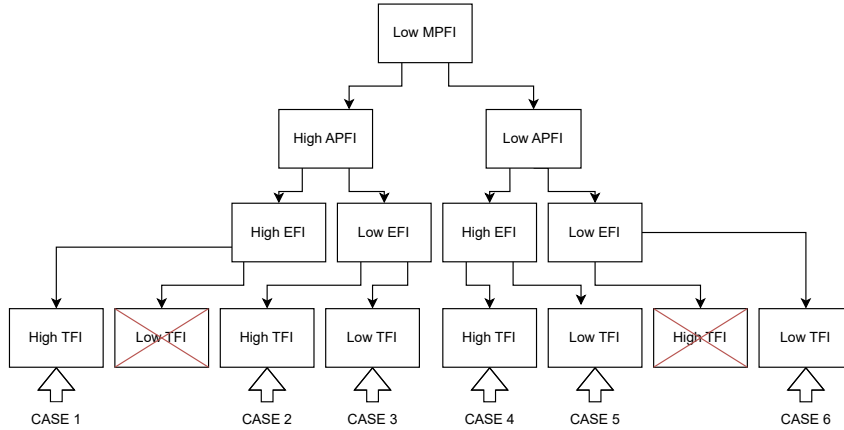 Low MPFI
High APFI
Low APFI
High EFI
Low EFI
High EFI
Low EFI
High TFI
Low TFI
High TFI
Low TFI
High TFI
Low TFI
High TFI
Low TFI
CASE 1
CASE 2
CASE 3
CASE 4
CASE 5
CASE 6